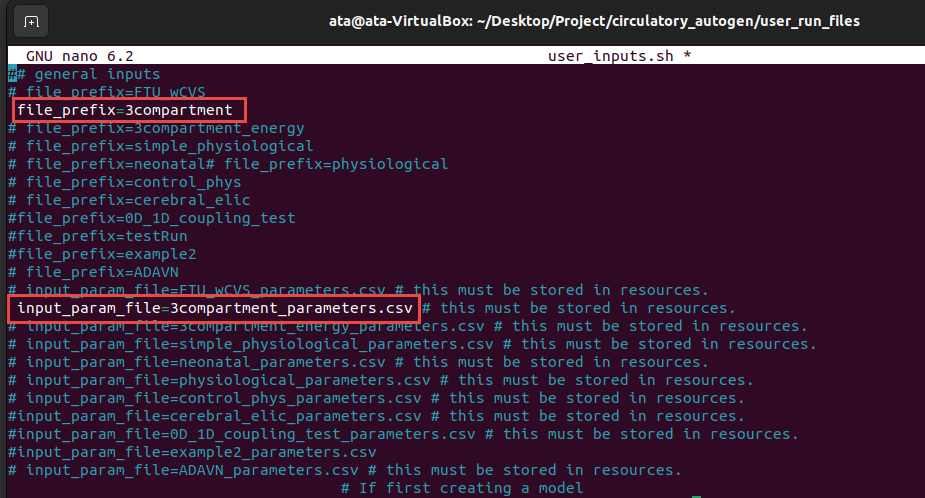 ata@ata-VirtualBox: ~/Desktop/Project/circulatory_autogen/user_run_files
GNU nano 6.2 user_inputs.sh *
## general inputs
# file_prefix=FTU_wCVS
file_prefix=3compartment
# file_prefix=3compartment_energy
# file_prefix=simple_physiological
# file_prefix=neonatal# file_prefix=physiological
# file_prefix=control_phys
# file_prefix=cerebral_elic
#file_prefix=0D_1D_coupling_test
#file_prefix=testRun
#file_prefix=example2
# file_prefix=ADAVN
# input_param_file=FTU_wCVS_parameters.csv # this must be stored in resources.
input_param_file=3compartment_parameters.csv # this must be stored in resources.
# input_param_file=3compartment_energy_parameters.csv # this must be stored in resources.
# input_param_file=simple_physiological_parameters.csv # this must be stored in resources.
# input_param_file=neonatal_parameters.csv # this must be stored in resources.
# input_param_file=physiological_parameters.csv # this must be stored in resources.
# input_param_file=control_phys_parameters.csv # this must be stored in resources.
#input_param_file=cerebral_elic_parameters.csv # this must be stored in resources.
#input_param_file=0D_1D_coupling_test_parameters.csv # this must be stored in resources.
#input_param_file=example2_parameters.csv
# input_param_file=ADAVN_parameters.csv # this must be stored in resources.
# If first creating a model